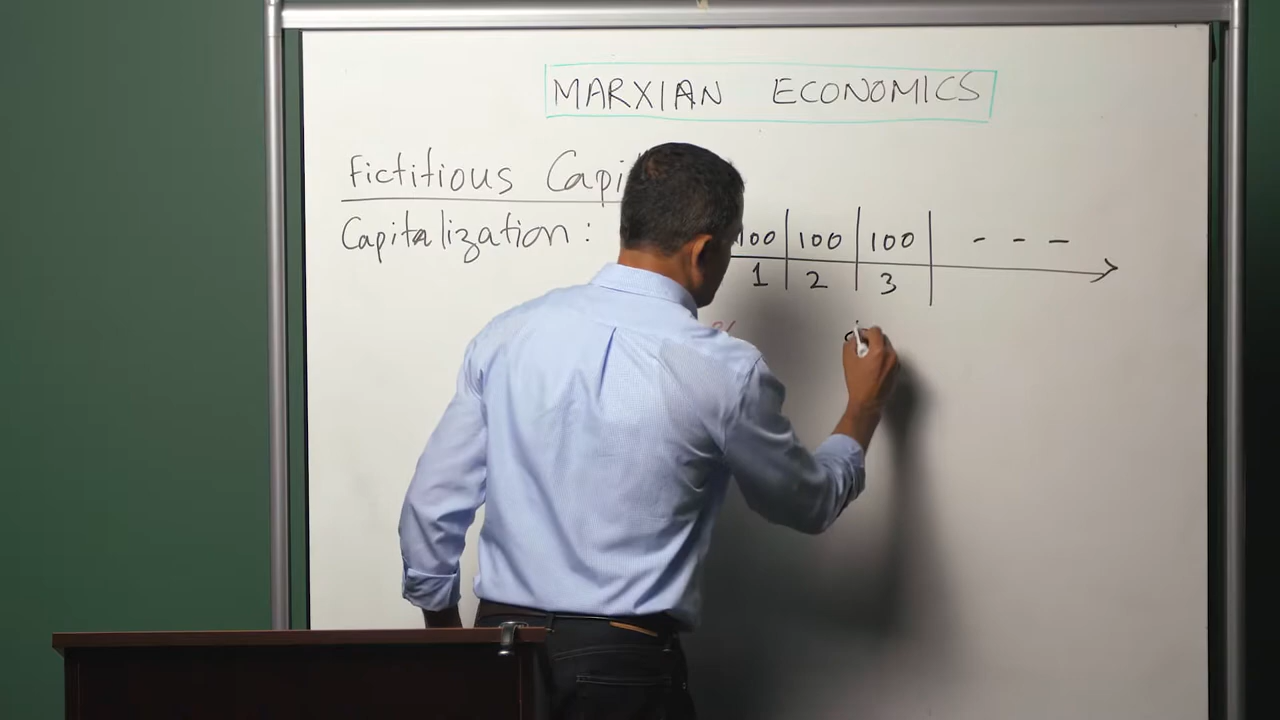 MARXIAN ECONOMICS
Fictitious
Capitalization:
100 100 100 - - -
1 2 3
%